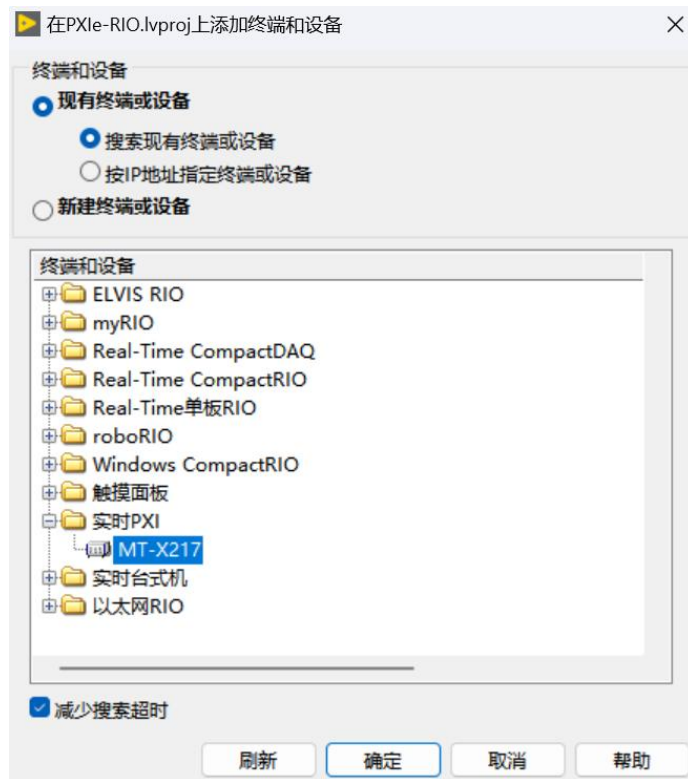 在PXIe-RIO.lvproj上添加终端和设备
终端和设备
现有终端或设备
搜索现有终端或设备
按IP地址指定终端或设备
新建终端或设备
终端和设备
ELVIS RIO
myRIO
Real-Time CompactDAQ
Real-Time CompactRIO
Real-Time单板RIO
roboRIO
Windows CompactRIO
触摸面板
实时PXI
MT-X217
实时台式机
以太网RIO
减少搜索超时
刷新 确定 取消 帮助